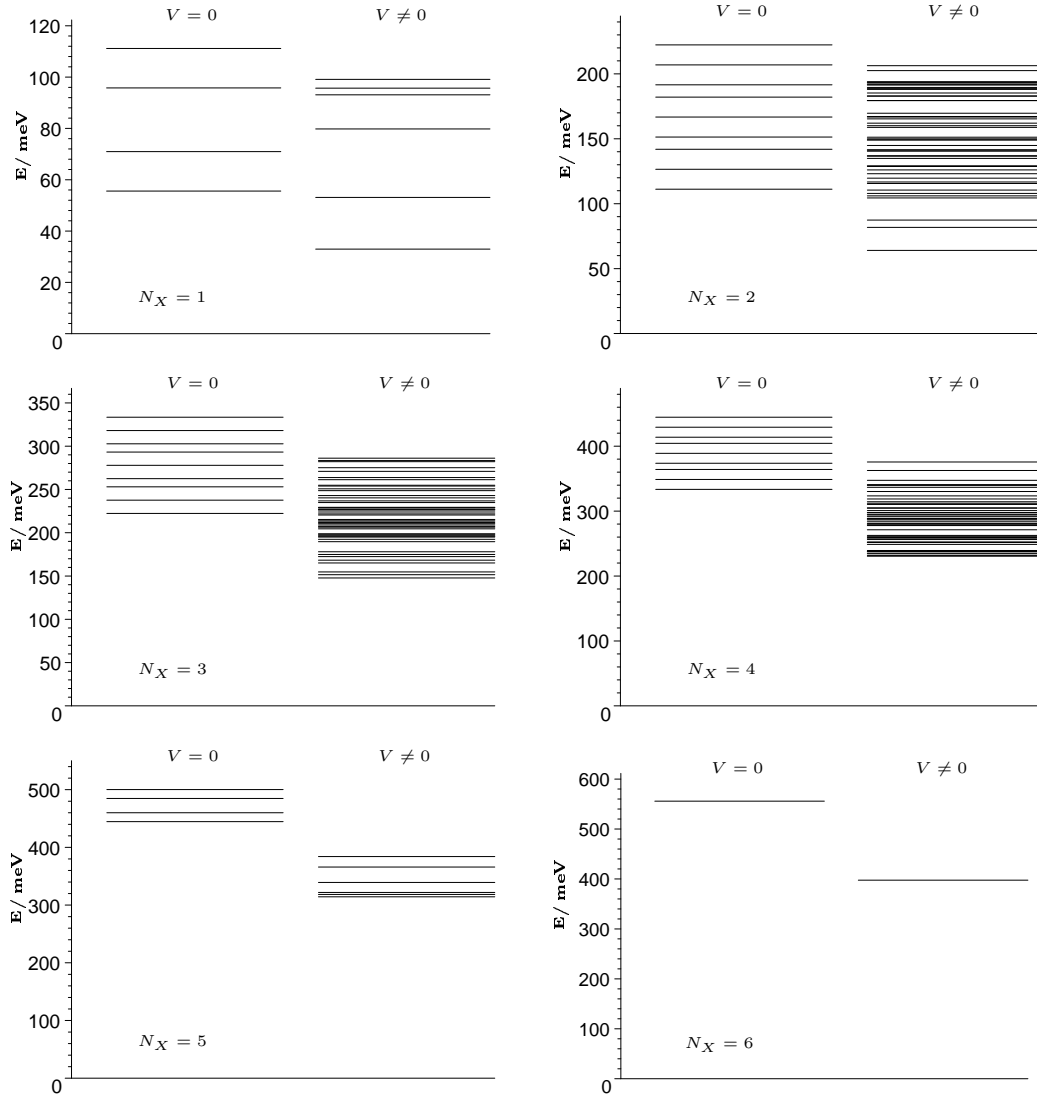 V = 0
V ≠ 0
E/ meV
120
100
80
60
40
20
0
N_X = 1
V = 0
V ≠ 0
E/ meV
200
150
100
50
0
N_X = 2
V = 0
V ≠ 0
E/ meV
350
300
250
200
150
100
50
0
N_X = 3
V = 0
V ≠ 0
E/ meV
400
300
200
100
0
N_X = 4
V = 0
V ≠ 0
E/ meV
500
400
300
200
100
0
N_X = 5
V = 0
V ≠ 0
E/ meV
600
500
400
300
200
100
0
N_X = 6